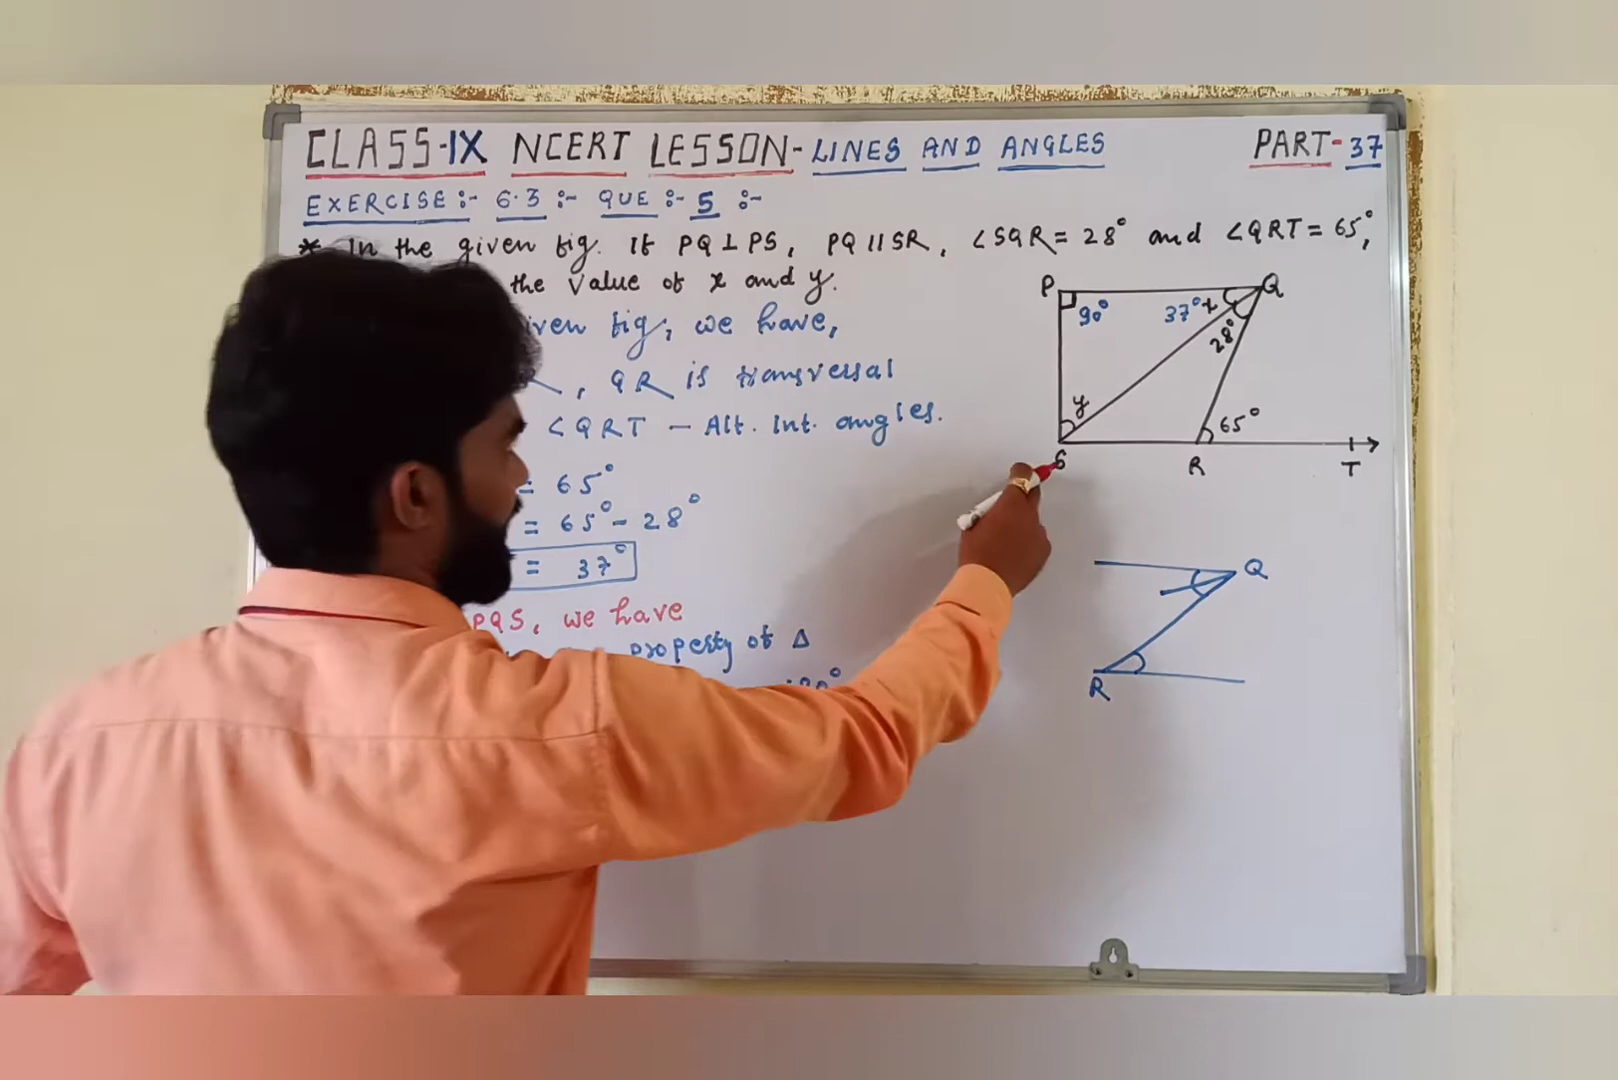 CLASS-IX NCERT LESSON- LINES AND ANGLES PART-37
EXERCISE :- 6.3 :- QUE :- 5 :-
* In the given fig. If PQ ⊥ PS, PQ || SR, ∠SQR = 28° and ∠QRT = 65°,
the value of x and y.
fig, we have,
, QR is transversal
∠QRT - Alt. Int. angles.
= 65°
= 65° - 28°
= 37°
PQS, we have
property of Δ
P
Q
90°
37° x
28°
y
65°
S
R
T
Q
R